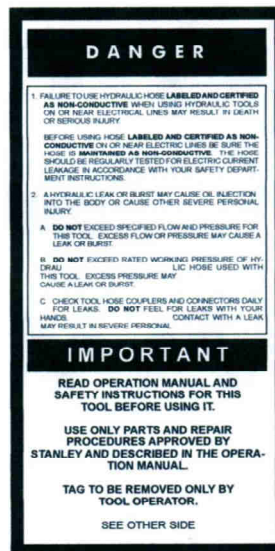 DANGER
1. FAILURE TO USE HYDRAULIC HOSE LABELED AND CERTIFIED
AS NON-CONDUCTIVE WHEN USING HYDRAULIC TOOLS
ON OR NEAR ELECTRICAL LINES MAY RESULT IN DEATH
OR SERIOUS INJURY.
BEFORE USING HOSE LABELED AND CERTIFIED AS NON-
CONDUCTIVE ON OR NEAR ELECTRIC LINES BE SURE THE
HOSE IS MAINTAINED AS NON-CONDUCTIVE. THE HOSE
SHOULD BE REGULARLY TESTED FOR ELECTRIC CURRENT
LEAKAGE IN ACCORDANCE WITH YOUR SAFETY DEPART-
MENT INSTRUCTIONS.
2. A HYDRAULIC LEAK OR BURST MAY CAUSE OIL INJECTION
INTO THE BODY OR CAUSE OTHER SEVERE PERSONAL
INJURY.
A DO NOT EXCEED SPECIFIED FLOW AND PRESSURE FOR
THIS TOOL. EXCESS FLOW OR PRESSURE MAY CAUSE A
LEAK OR BURST.
B. DO NOT EXCEED RATED WORKING PRESSURE OF HY-
DRAU LIC HOSE USED WITH
THIS TOOL. EXCESS PRESSURE MAY
CAUSE A LEAK OR BURST.
C CHECK TOOL HOSE COUPLERS AND CONNECTORS DAILY
FOR LEAKS. DO NOT FEEL FOR LEAKS WITH YOUR
HANDS. CONTACT WITH A LEAK
MAY RESULT IN SEVERE PERSONAL
IMPORTANT
READ OPERATION MANUAL AND
SAFETY INSTRUCTIONS FOR THIS
TOOL BEFORE USING IT.
USE ONLY PARTS AND REPAIR
PROCEDURES APPROVED BY
STANLEY AND DESCRIBED IN THE OPERA-
TION MANUAL.
TAG TO BE REMOVED ONLY BY
TOOL OPERATOR.
SEE OTHER SIDE